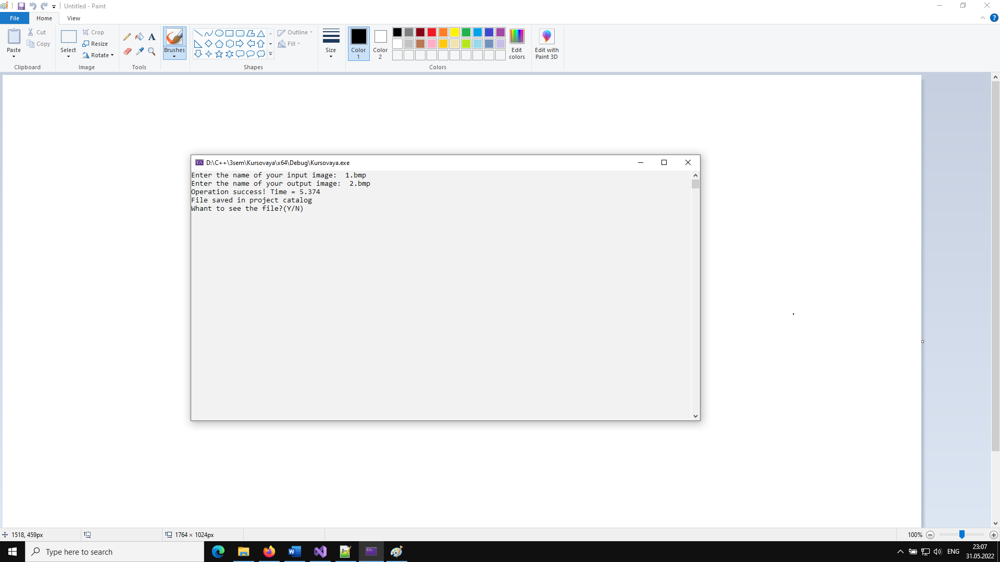 Untitled - Paint
File Home View
Paste
Cut
Copy
Clipboard
Select
Crop
Resize
Rotate
Image
A
Tools
Brushes
Outline
Fill
Shapes
Size
Color
1
Color
2
Edit
colors
Colors
Edit with
Paint 3D
?
D:\C++\3sem\Kursovaya\x64\Debug\Kursovaya.exe
Enter the name of your input image:  1.bmp
Enter the name of your output image:  2.bmp
Operation success! Time = 5.374
File saved in project catalog
Whant to see the file?(Y/N)
1518, 459px
1764 × 1024px
100%
Type here to search
ENG
23:07
31.05.2022